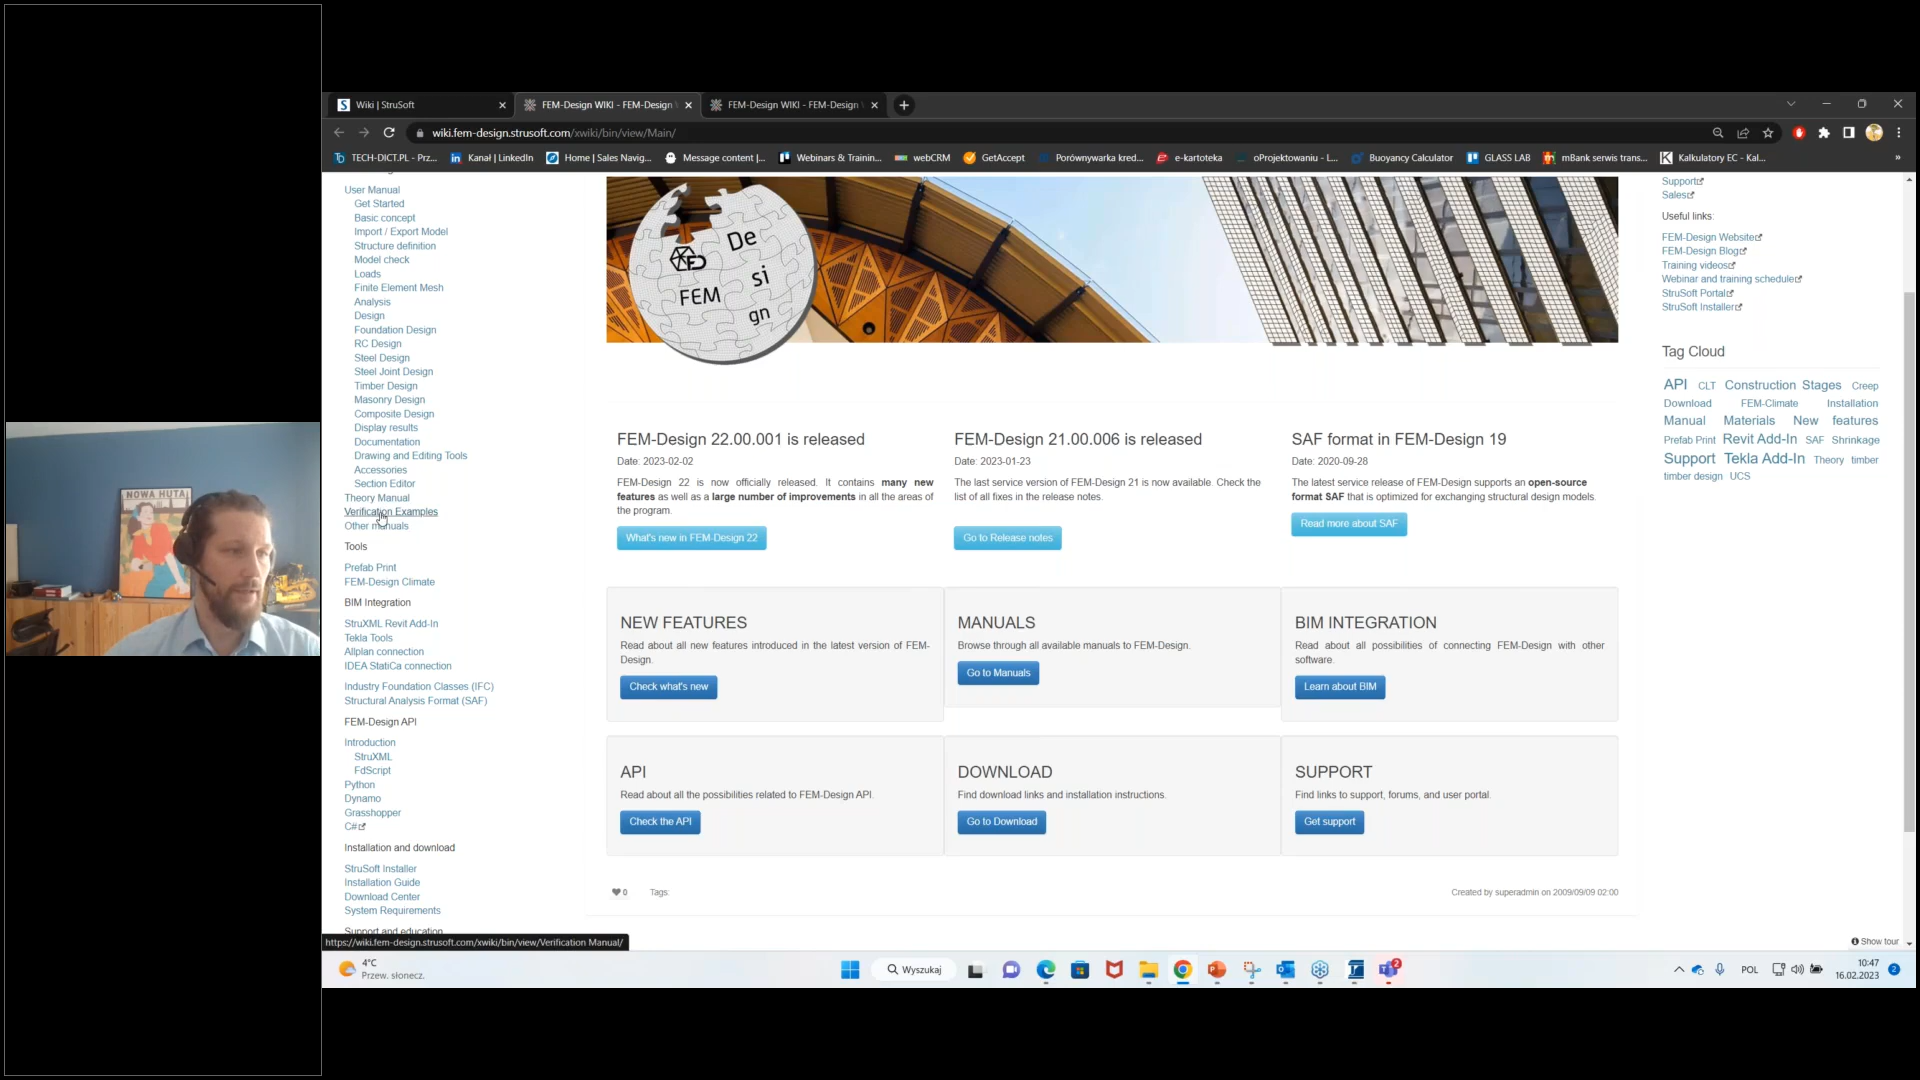 NOWA HUTA
Wiki | StruSoft
FEM-Design WIKI - FEM-Design
FEM-Design WIKI - FEM-Design
wiki.fem-design.strusoft.com/xwiki/bin/view/Main/
TECH-DICT.PL - Prz...
Kanał | LinkedIn
Home | Sales Navig...
Message content |...
Webinars & Trainin...
webCRM
GetAccept
Porównywarka kred...
e-kartoteka
oProjektowaniu - L...
Buoyancy Calculator
GLASS LAB
mBank serwis trans...
Kalkulatory EC - Kal...
»
User Manual
Get Started
Basic concept
Import / Export Model
Structure definition
Model check
Loads
Finite Element Mesh
Analysis
Design
Foundation Design
RC Design
Steel Design
Steel Joint Design
Timber Design
Masonry Design
Composite Design
Display results
Documentation
Drawing and Editing Tools
Accessories
Section Editor
Theory Manual
Verification Examples
Other manuals
Tools
Prefab Print
FEM-Design Climate
BIM Integration
StruXML Revit Add-In
Tekla Tools
Allplan connection
IDEA StatiCa connection
Industry Foundation Classes (IFC)
Structural Analysis Format (SAF)
FEM-Design API
Introduction
StruXML
FdScript
Python
Dynamo
Grasshopper
C#
Installation and download
StruSoft Installer
Installation Guide
Download Center
System Requirements
Support and education
https://wiki.fem-design.strusoft.com/xwiki/bin/view/Verification Manual/
De
si
FEM
gn
FD
FEM-Design 22.00.001 is released
Date: 2023-02-02
FEM-Design 22 is now officially released. It contains many new
features as well as a large number of improvements in all the areas of
the program.
What's new in FEM-Design 22
FEM-Design 21.00.006 is released
Date: 2023-01-23
The last service version of FEM-Design 21 is now available. Check the
list of all fixes in the release notes.
Go to Release notes
SAF format in FEM-Design 19
Date: 2020-09-28
The latest service release of FEM-Design supports an open-source
format SAF that is optimized for exchanging structural design models.
Read more about SAF
NEW FEATURES
Read about all new features introduced in the latest version of FEM-
Design.
Check what's new
MANUALS
Browse through all available manuals to FEM-Design.
Go to Manuals
BIM INTEGRATION
Read about all possibilities of connecting FEM-Design with other
software.
Learn about BIM
API
Read about all the possibilities related to FEM-Design API.
Check the API
DOWNLOAD
Find download links and installation instructions.
Go to Download
SUPPORT
Find links to support, forums, and user portal.
Get support
0
Tags:
Created by superadmin on 2009/09/09 02:00
Support
Sales
Useful links:
FEM-Design Website
FEM-Design Blog
Training videos
Webinar and training schedule
StruSoft Portal
StruSoft Installer
Tag Cloud
API CLT Construction Stages Creep
Download FEM-Climate Installation
Manual Materials New features
Prefab Print Revit Add-In SAF Shrinkage
Support Tekla Add-In Theory timber
timber design UCS
Show tour
4°C
Przew. słonecz.
Wyszukaj
2
POL
10:47
16.02.2023
2